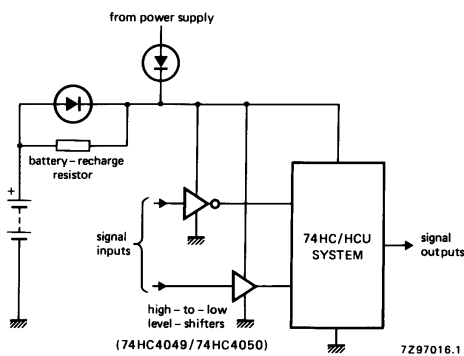 from power supply
battery – recharge
resistor
+
signal
inputs
74HC/HCU
SYSTEM
signal
outputs
high – to – low
level – shifters
(74HC4049/74HC4050)
7Z97016.1